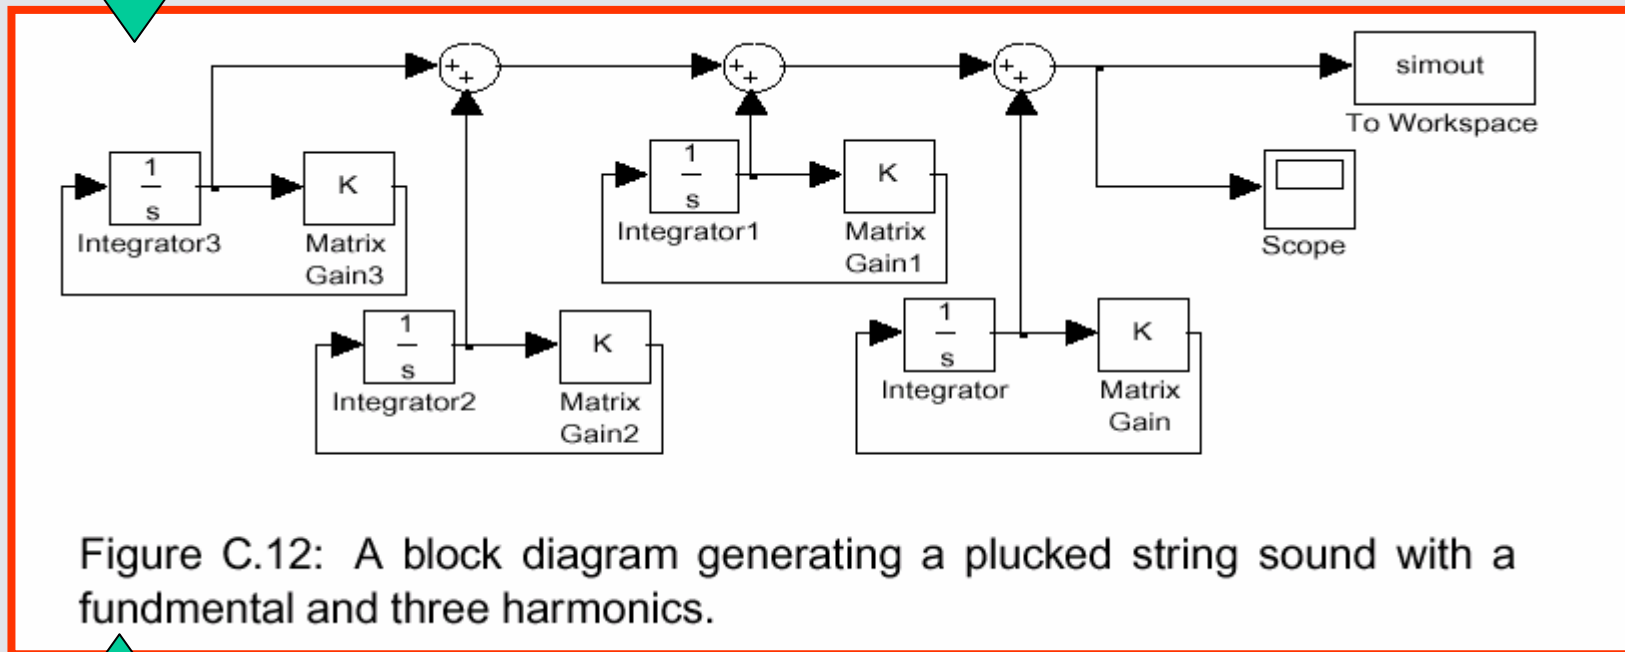 +
+
+
+
+
+
simout
To Workspace
1
s
Integrator3
K
Matrix
Gain3
1
s
Integrator1
K
Matrix
Gain1
Scope
1
s
Integrator2
K
Matrix
Gain2
1
s
Integrator
K
Matrix
Gain
Figure C.12: A block diagram generating a plucked string sound with a
fundmental and three harmonics.